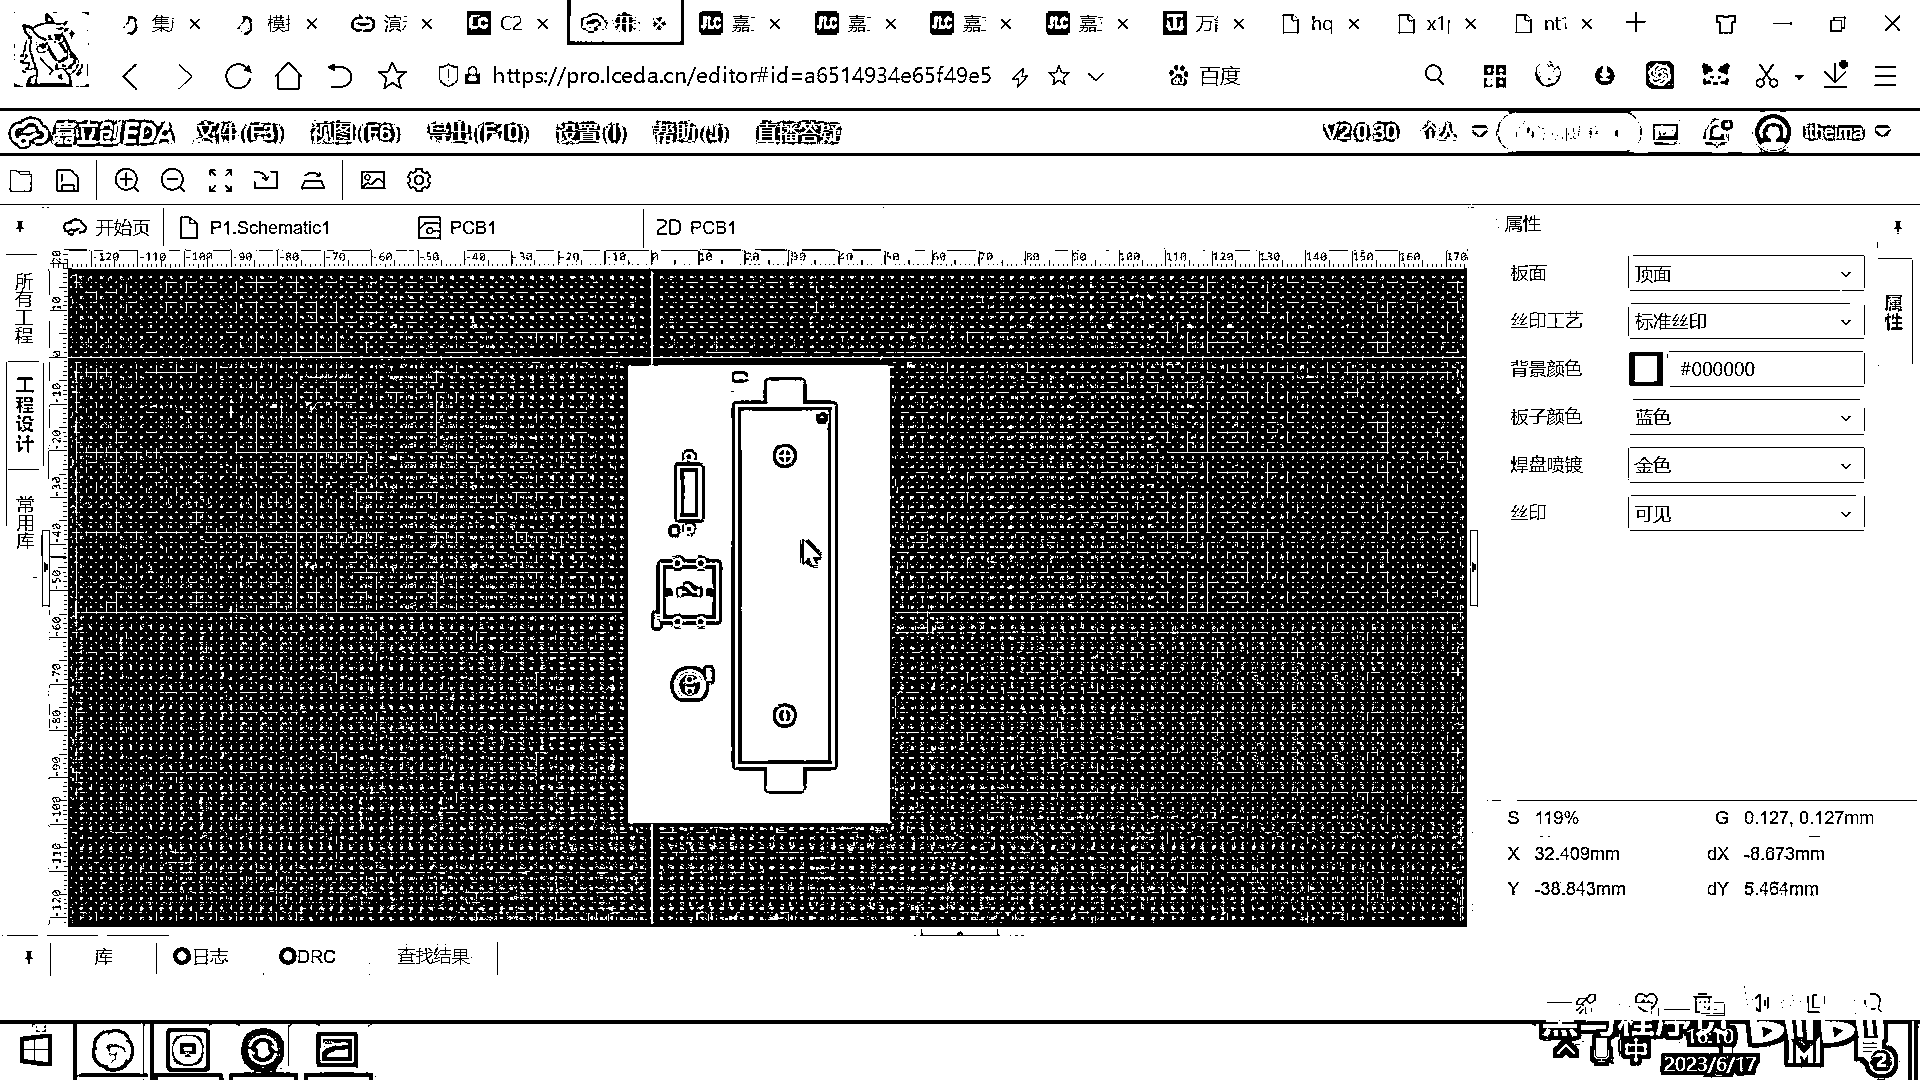 集 模 演 C2 嘉 嘉 嘉 嘉 万 hq x1 nt
https://pro.lceda.cn/editor#id=a6514934e65f49e5 百度
嘉立创EDA 文件(F3) 视图(F6) 导出(F10) 设置(I) 帮助(J) 直播答疑 V2.0.30 个人 itheima
开始页 P1.Schematic1 PCB1 2D PCB1
所有工程
工程设计
常用库
属性
板面 顶面
丝印工艺 标准丝印
背景颜色 #000000
板子颜色 蓝色
焊盘喷镀 金色
丝印 可见
属性
S 119% G 0.127, 0.127mm
X 32.409mm dX -8.673mm
Y -38.843mm dY 5.464mm
库 日志 DRC 查找结果
中 16:10
2023/6/17 2